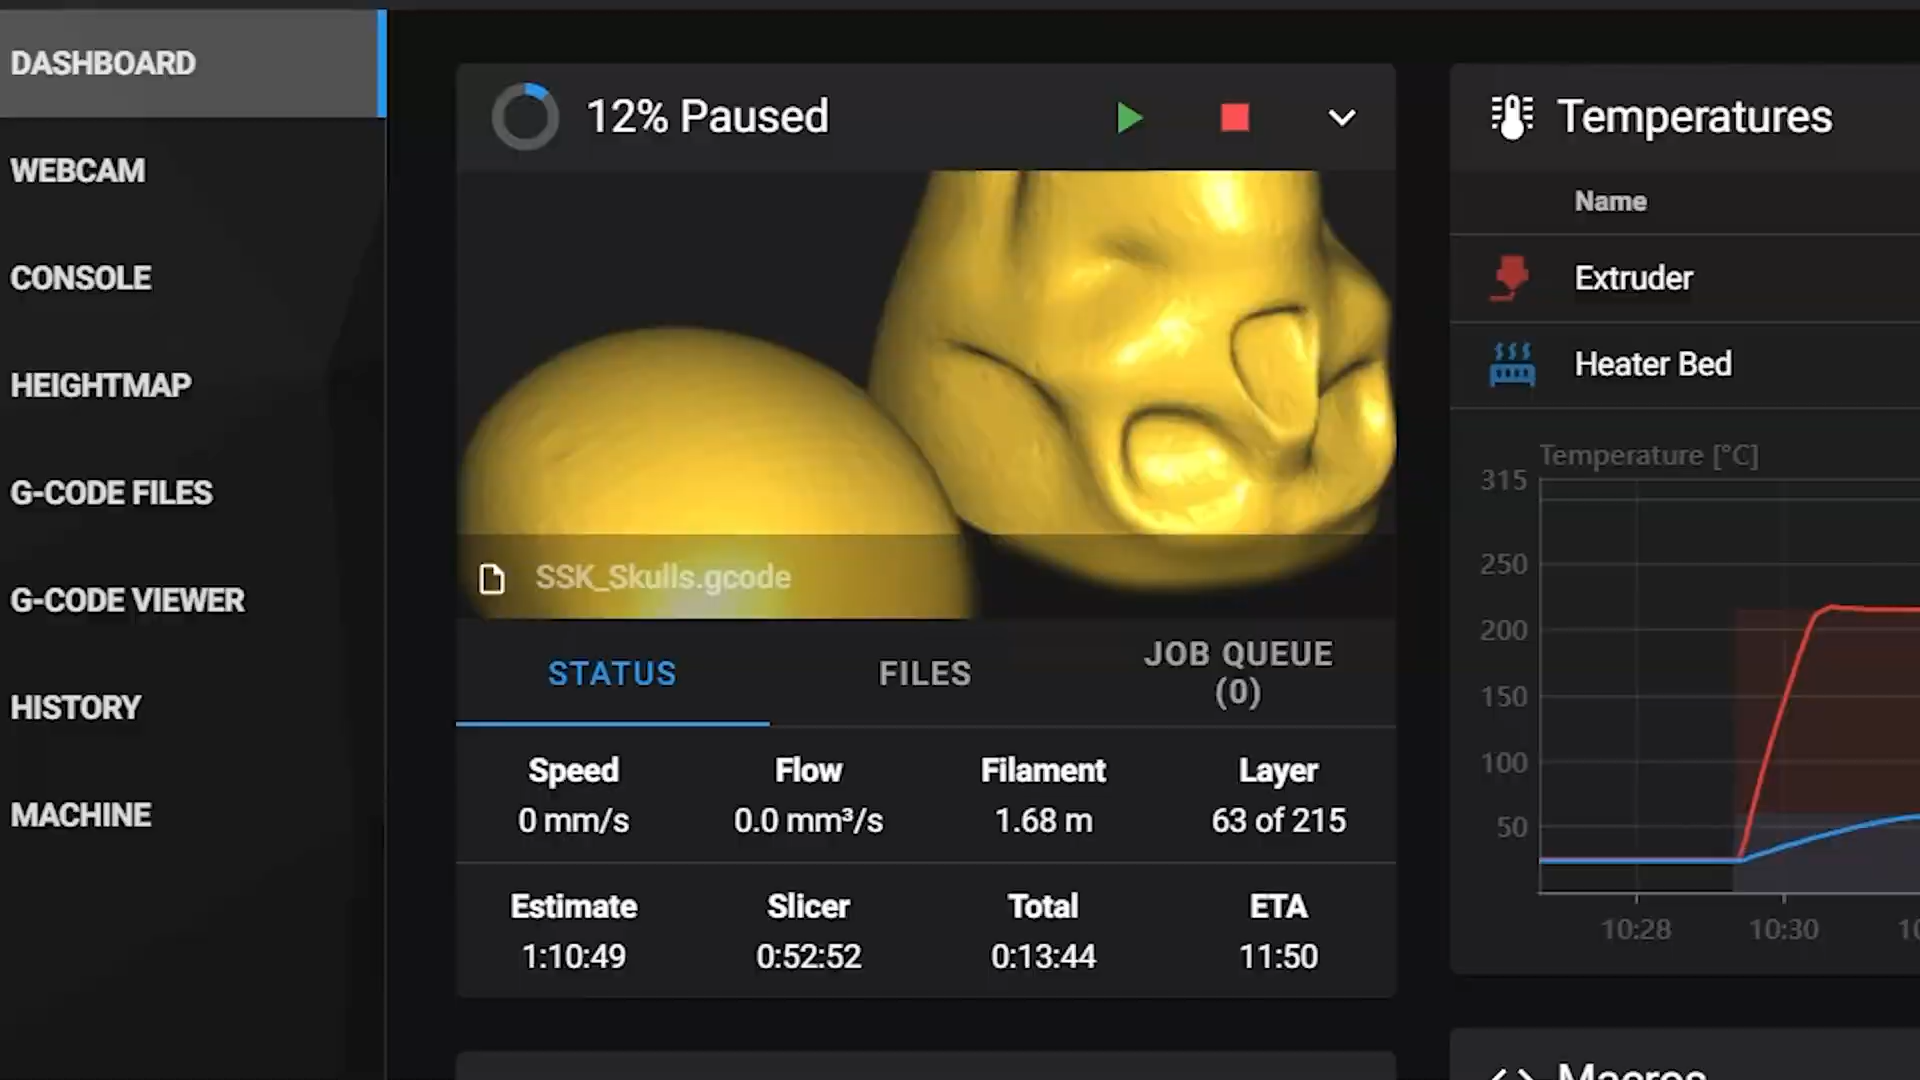 DASHBOARD
WEBCAM
CONSOLE
HEIGHTMAP
G-CODE FILES
G-CODE VIEWER
HISTORY
MACHINE
12% Paused
SSK_Skulls.gcode
STATUS
FILES
JOB QUEUE
(0)
Speed
Flow
Filament
Layer
0 mm/s
0.0 mm³/s
1.68 m
63 of 215
Estimate
Slicer
Total
ETA
1:10:49
0:52:52
0:13:44
11:50
Temperatures
Name
Extruder
Heater Bed
Temperature [°C]
315
250
200
150
100
50
10:28
10:30
Macros